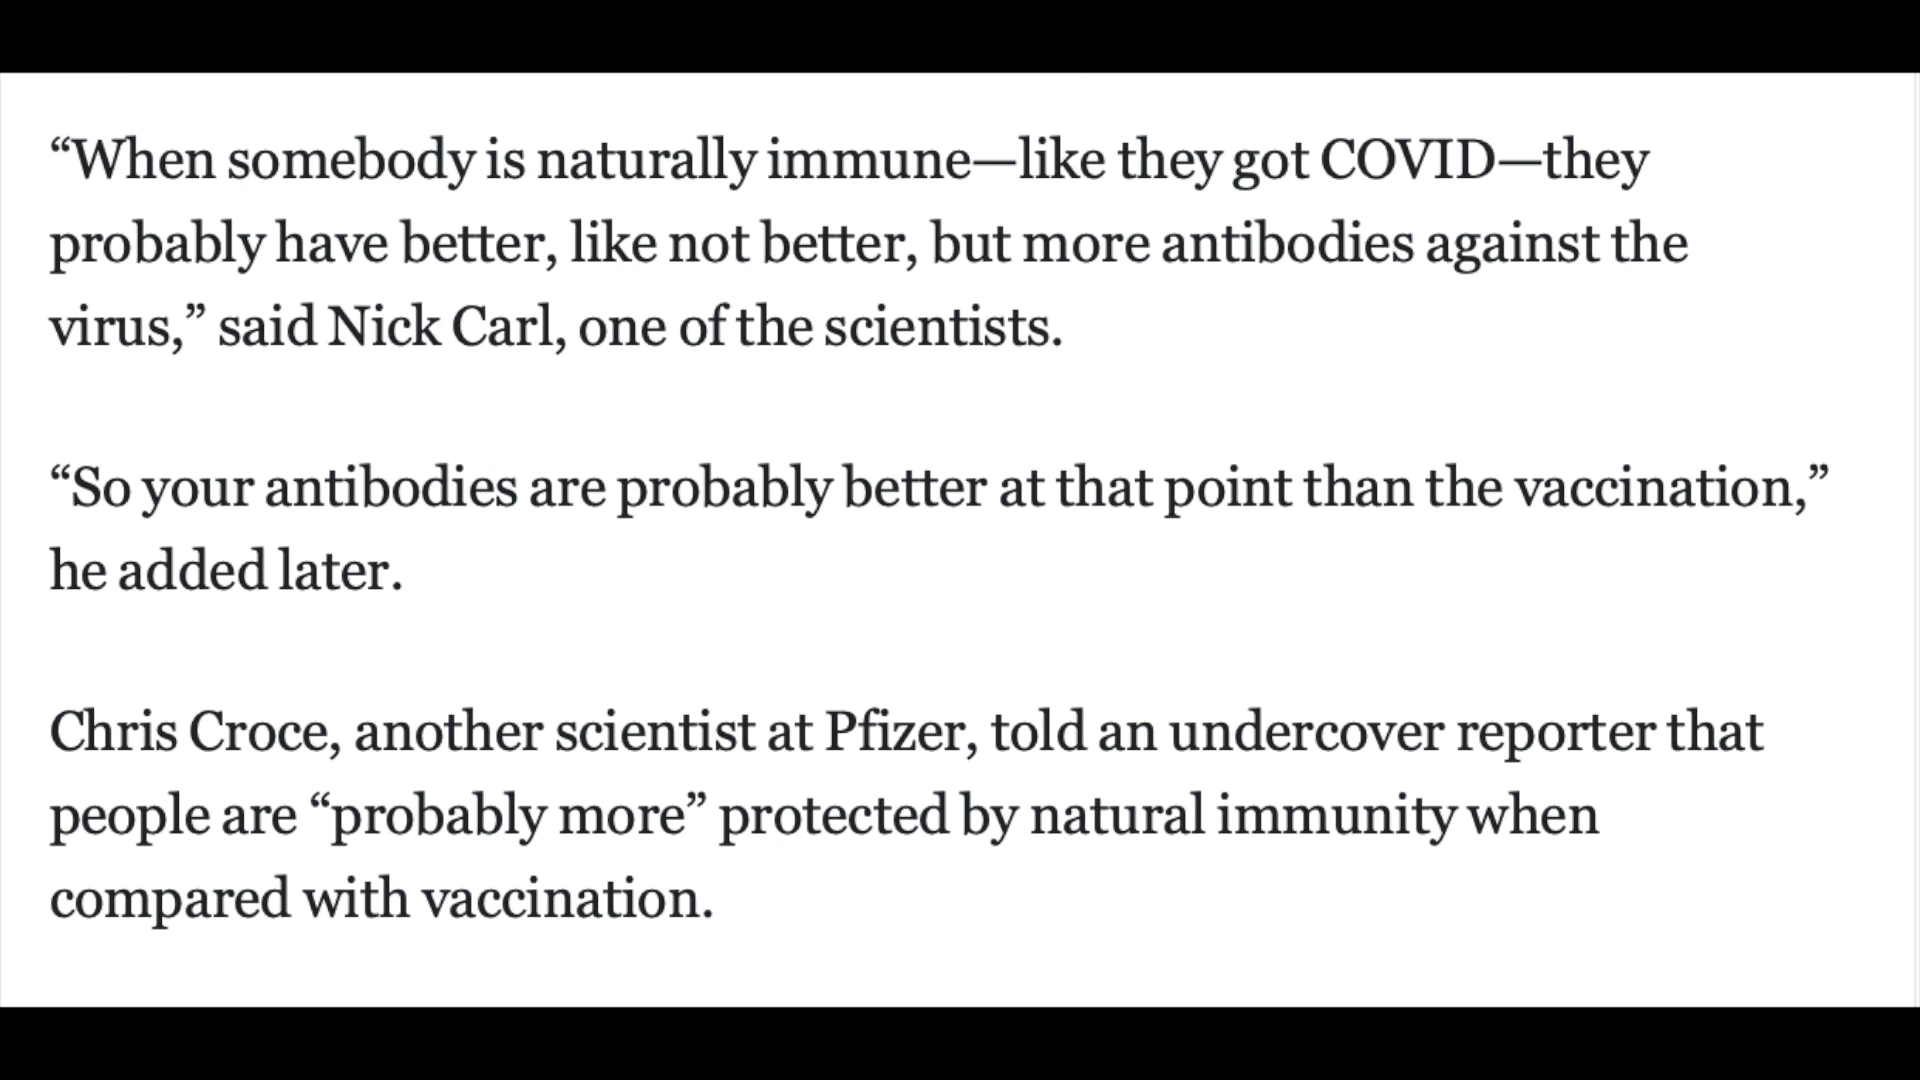 “When somebody is naturally immune—like they got COVID—they
probably have better, like not better, but more antibodies against the
virus,” said Nick Carl, one of the scientists.
“So your antibodies are probably better at that point than the vaccination,”
he added later.
Chris Croce, another scientist at Pfizer, told an undercover reporter that
people are “probably more” protected by natural immunity when
compared with vaccination.